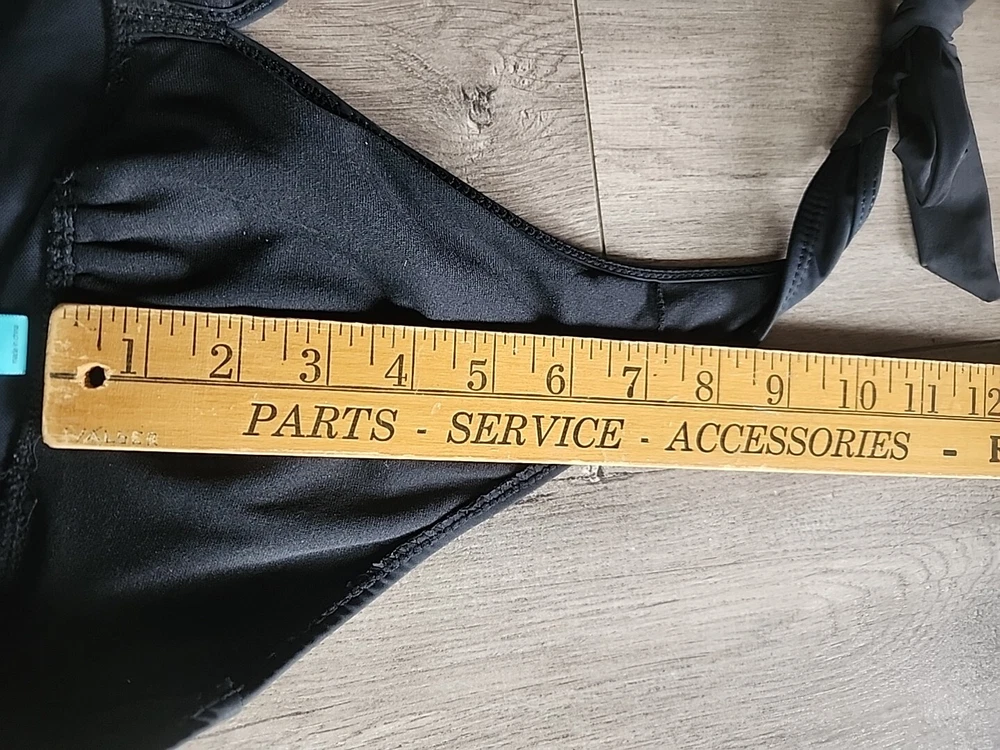 1 2 3 4 5 6 7 8 9 10 11 12
PARTS - SERVICE - ACCESSORIES -